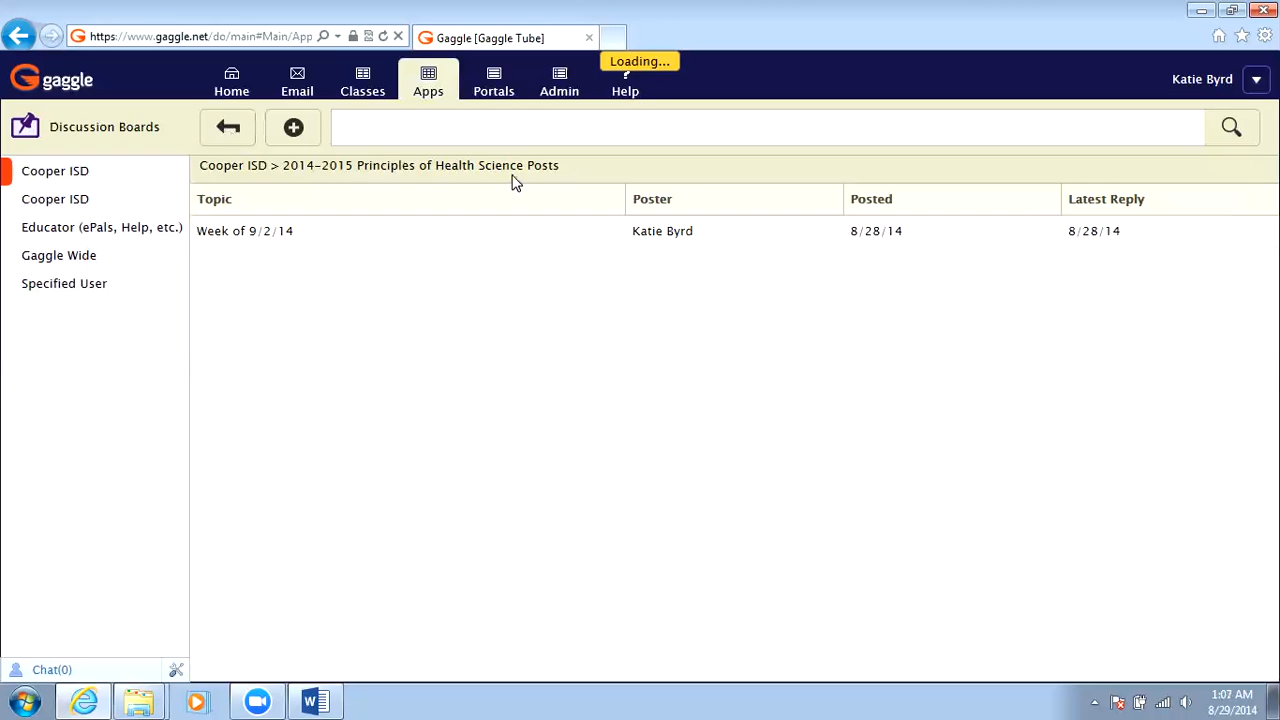 https://www.gaggle.net/do/main#Main/App
Gaggle [Gaggle Tube]
Loading...
gaggle
Home
Email
Classes
Apps
Portals
Admin
Help
Katie Byrd
Discussion Boards
Cooper ISD
Cooper ISD
Educator (ePals, Help, etc.)
Gaggle Wide
Specified User
Cooper ISD > 2014-2015 Principles of Health Science Posts
Topic Poster Posted Latest Reply
Week of 9/2/14 Katie Byrd 8/28/14 8/28/14
Chat(0)
1:07 AM
8/29/2014